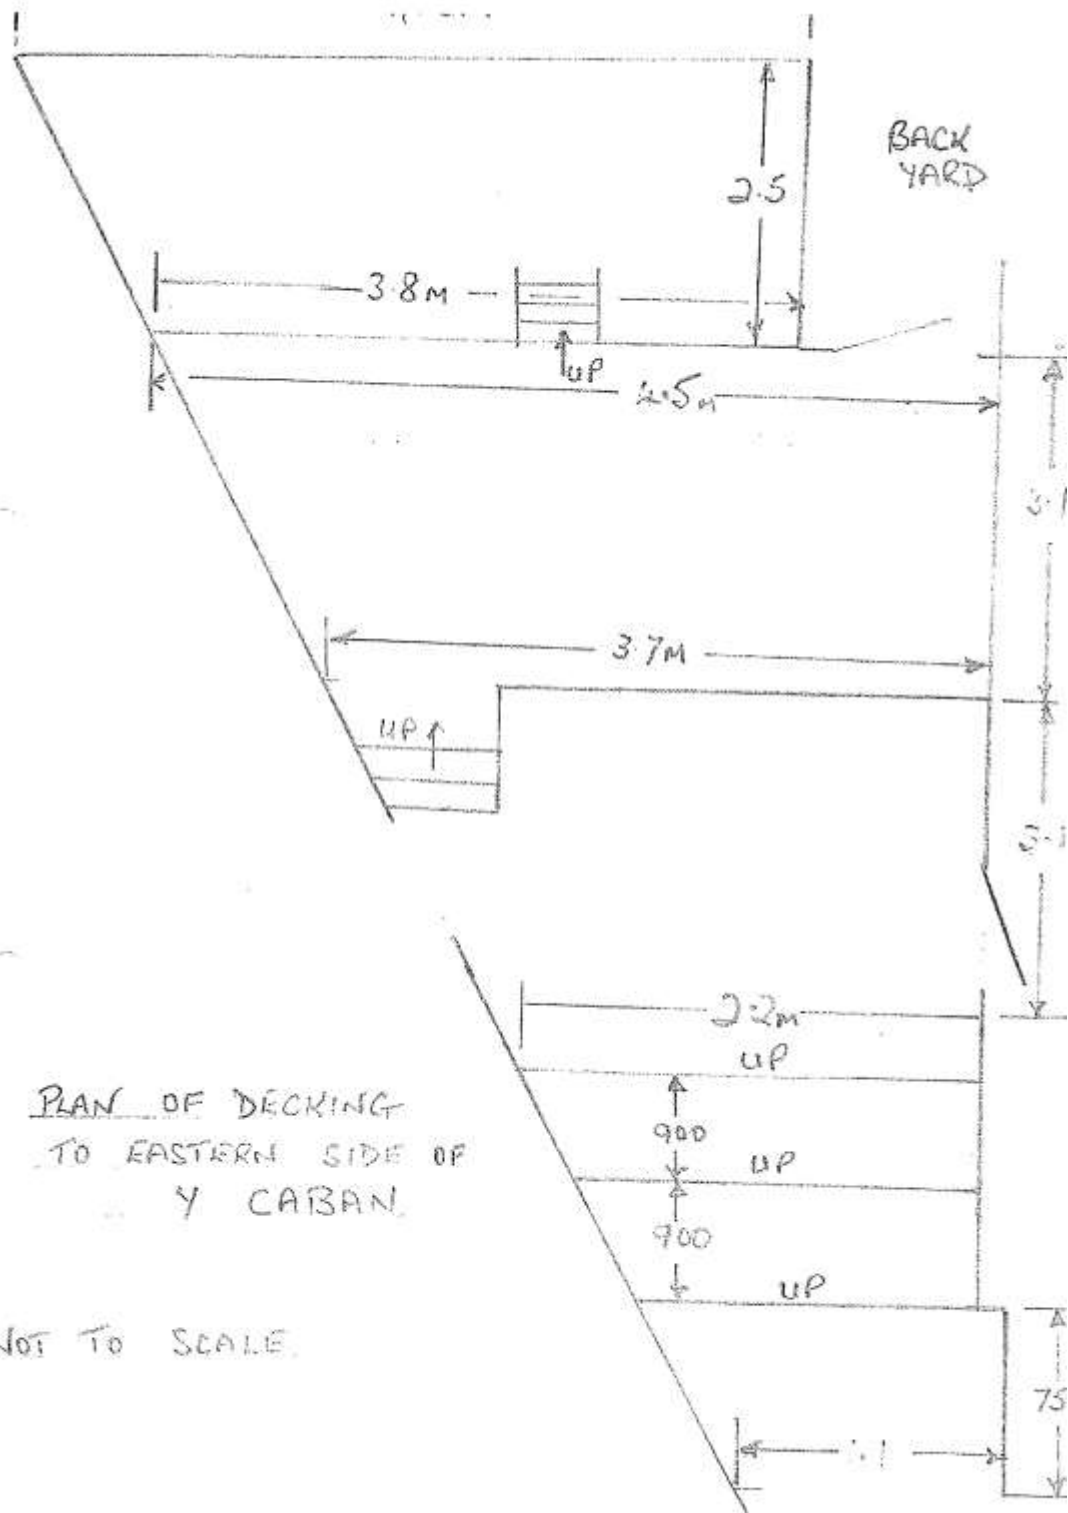 BACK
YARD
2.5
3.8M
UP
4.5M
3.7M
UP
2.2M
UP
900
UP
900
UP
PLAN OF DECKING
TO EASTERN SIDE OF
Y CABAN
NOT TO SCALE.